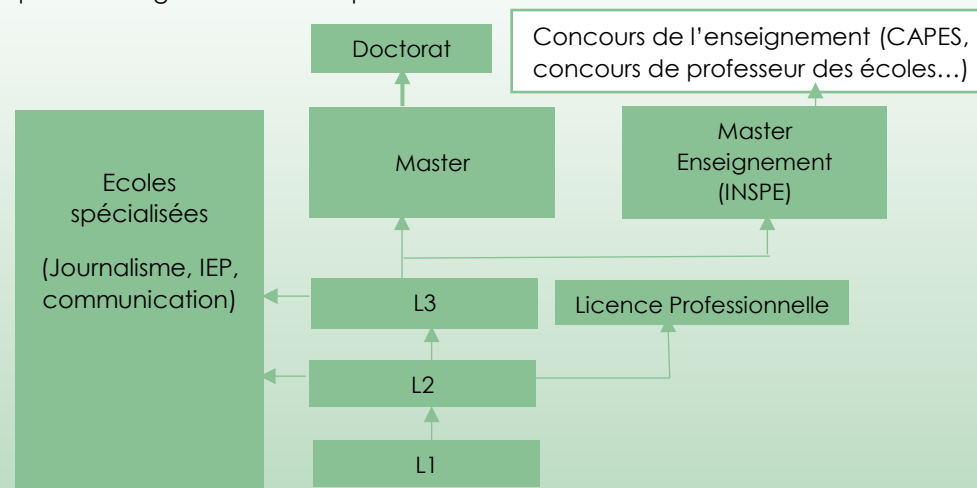 Doctorat
Concours de l'enseignement (CAPES,
concours de professeur des écoles…)
Master
Master
Enseignement
(INSPE)
Ecoles
spécialisées
(Journalisme, IEP,
communication)
L3
Licence Professionnelle
L2
L1